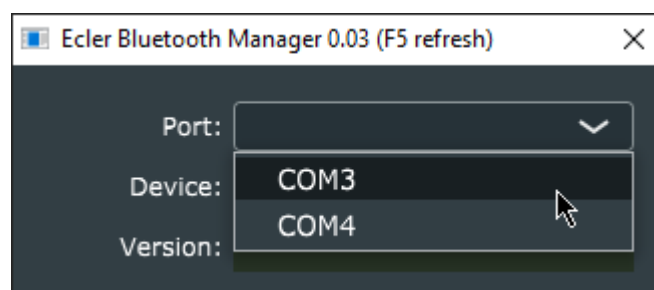 Ecler Bluetooth Manager 0.03 (F5 refresh)
Port:
COM3
Device:
COM4
Version: